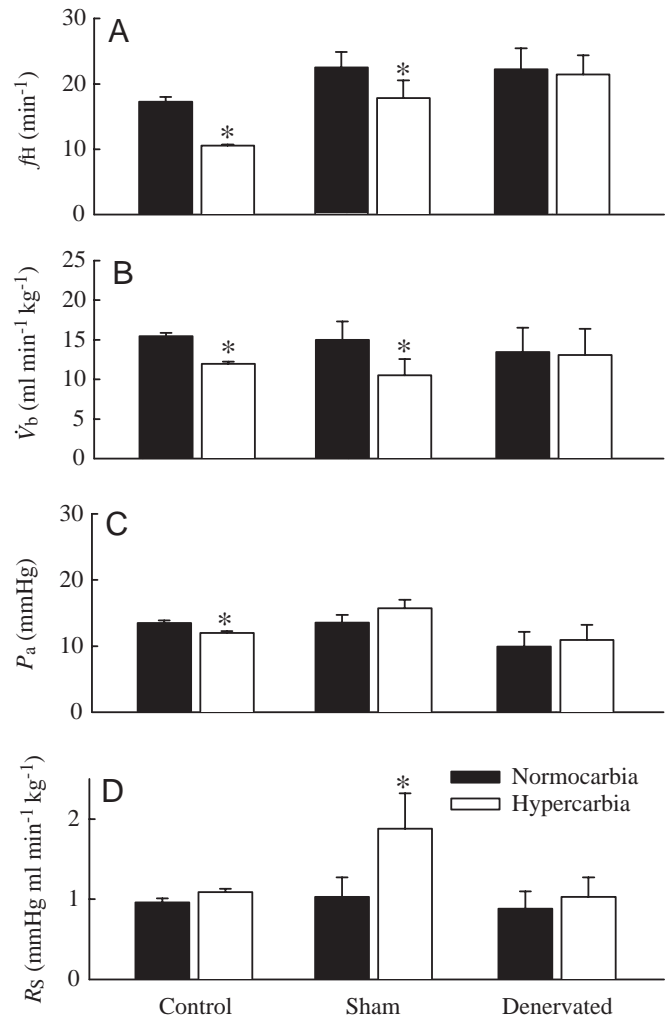 A
30
20
10
0
fH (min-1)
*
*
B
25
20
15
10
5
0
V̇b (ml min-1 kg-1)
*
*
C
30
20
10
0
Pa (mmHg)
*
D
2
1
0
RS (mmHg ml min-1 kg-1)
*
Normocarbia
Hypercarbia
Control Sham Denervated